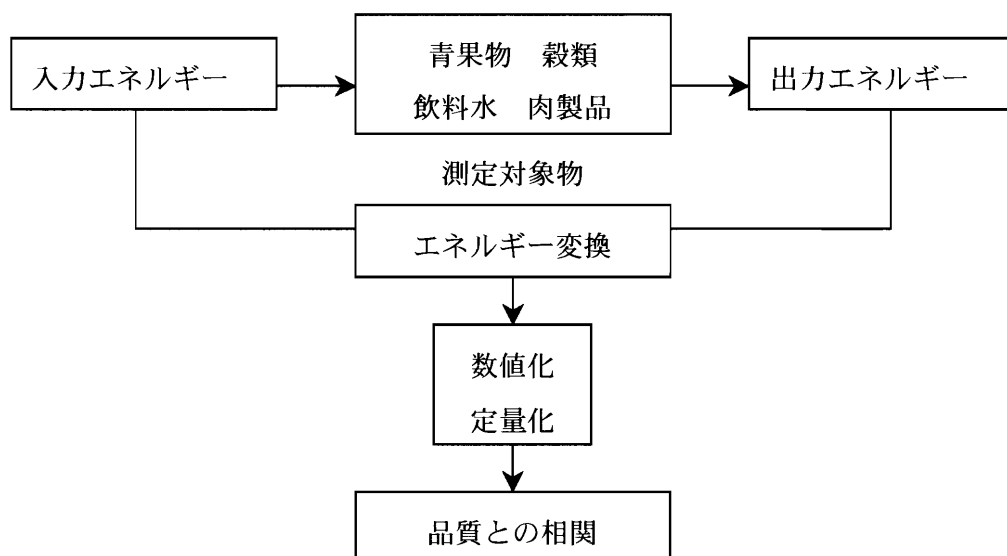 入力エネルギー
青果物　穀類
飲料水　肉製品
出力エネルギー
測定対象物
エネルギー変換
数値化
定量化
品質との相関